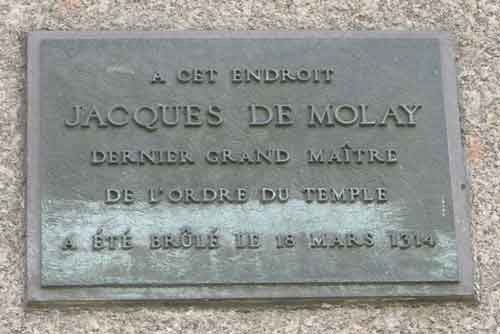 A CET ENDROIT
JACQUES DE MOLAY
DERNIER GRAND MAÎTRE
DE L'ORDRE DU TEMPLE
A ÉTÉ BRÛLÉ LE 18 MARS 1314